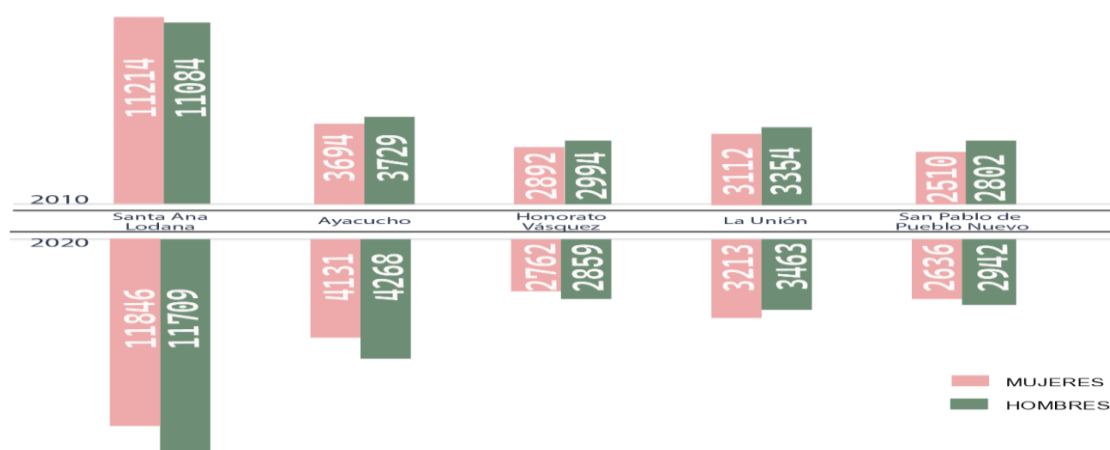 11214 11084 3694 3729 2892 2994 3112 3354 2510 2802
2010
Santa Ana
Lodana
Ayacucho
Honorato
Vásquez
La Unión
San Pablo de
Pueblo Nuevo
2020
11846 11709 4131 4268 2762 2859 3213 3463 2636 2942
MUJERES
HOMBRES